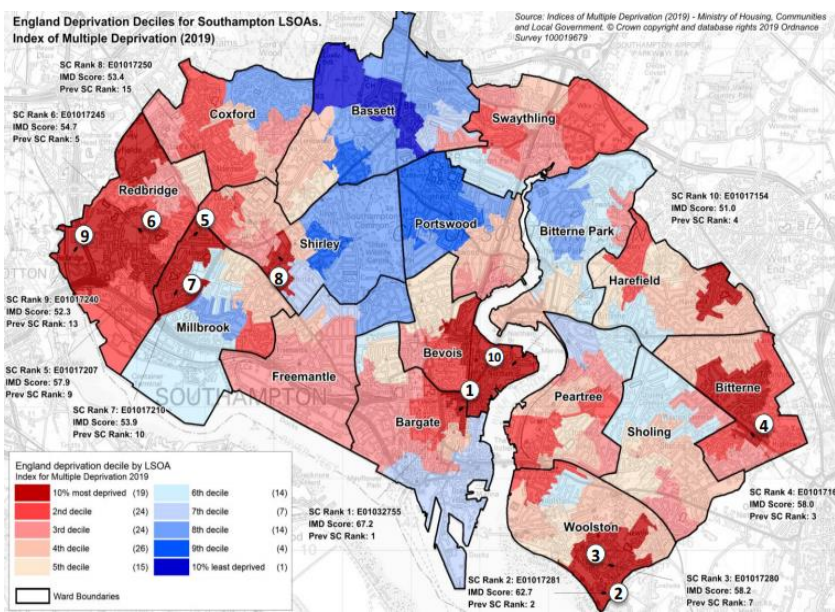 England Deprivation Deciles for Southampton LSOAs.
Index of Multiple Deprivation (2019)
Source: Indices of Multiple Deprivation (2019) - Ministry of Housing, Communities
and Local Government. © Crown copyright and database rights 2019 Ordnance
Survey 100019679
SC Rank 8: E01017250
IMD Score: 53.4
Prev SC Rank: 15
SC Rank 6: E01017245
IMD Score: 54.7
Prev SC Rank: 5
Coxford
Bassett
Swaythling
Redbridge
SC Rank 10: E01017154
IMD Score: 51.0
Prev SC Rank: 4
9
6
5
Shirley
Portswood
Bitterne Park
7
8
Harefield
SC Rank 9: E01017240
IMD Score: 52.3
Prev SC Rank: 13
Millbrook
SC Rank 5: E01017207
IMD Score: 57.9
Prev SC Rank: 9
Bevois
10
Freemantle
SOUTHAMPTON
1
Peartree
Bitterne
SC Rank 7: E01017210
IMD Score: 53.9
Prev SC Rank: 10
Bargate
Sholing
4
England deprivation decile by LSOA
Index for Multiple Deprivation 2019
10% most deprived (19)
2nd decile (24)
3rd decile (24)
4th decile (26)
5th decile (15)
6th decile (14)
7th decile (7)
8th decile (14)
9th decile (4)
10% least deprived (1)
Ward Boundaries
SC Rank 1: E01032755
IMD Score: 67.2
Prev SC Rank: 1
SC Rank 4: E0101716
IMD Score: 58.0
Prev SC Rank: 3
Woolston
3
2
SC Rank 2: E01017281
IMD Score: 62.7
Prev SC Rank: 2
SC Rank 3: E01017280
IMD Score: 58.2
Prev SC Rank: 7